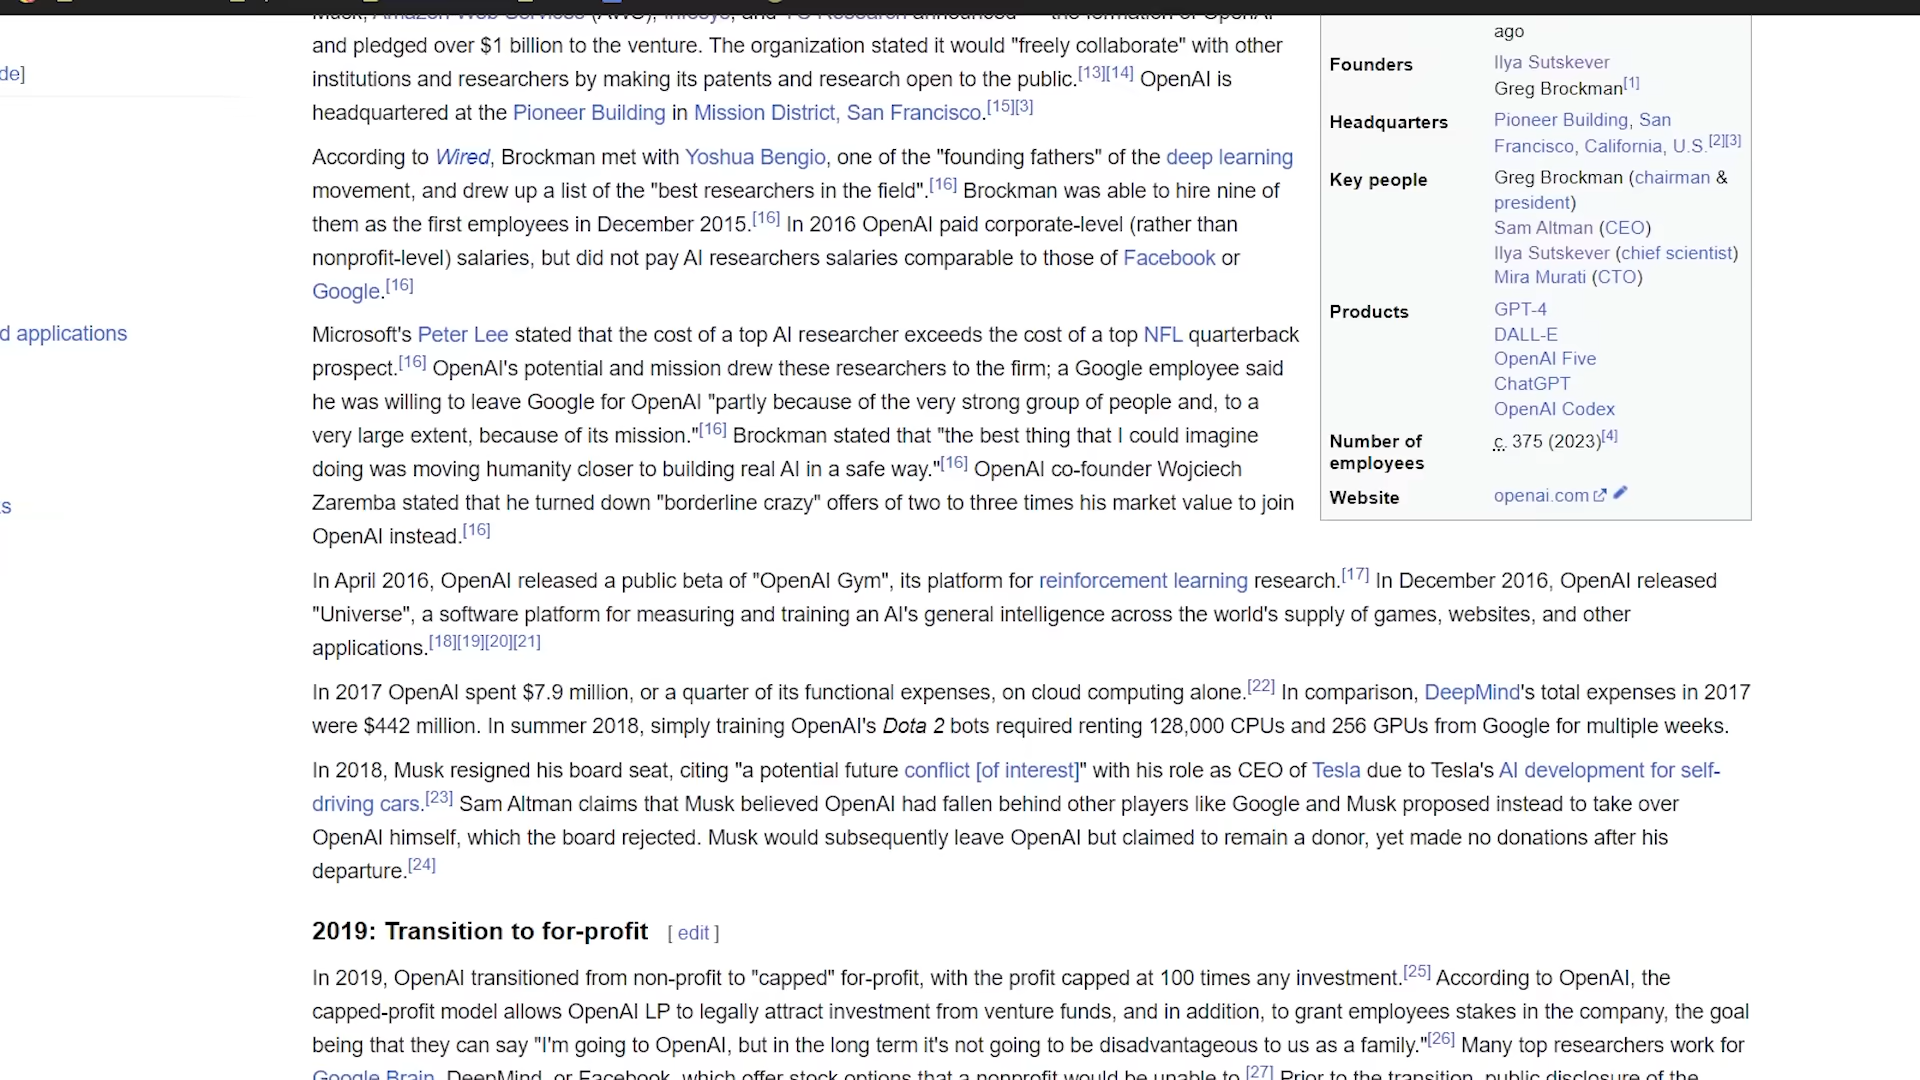 and pledged over $1 billion to the venture. The organization stated it would "freely collaborate" with other
institutions and researchers by making its patents and research open to the public.[13][14] OpenAI is
headquartered at the Pioneer Building in Mission District, San Francisco.[15][3]
According to Wired, Brockman met with Yoshua Bengio, one of the "founding fathers" of the deep learning
movement, and drew up a list of the "best researchers in the field".[16] Brockman was able to hire nine of
them as the first employees in December 2015.[16] In 2016 OpenAI paid corporate-level (rather than
nonprofit-level) salaries, but did not pay AI researchers salaries comparable to those of Facebook or
Google.[16]
Microsoft's Peter Lee stated that the cost of a top AI researcher exceeds the cost of a top NFL quarterback
prospect.[16] OpenAI's potential and mission drew these researchers to the firm; a Google employee said
he was willing to leave Google for OpenAI "partly because of the very strong group of people and, to a
very large extent, because of its mission."[16] Brockman stated that "the best thing that I could imagine
doing was moving humanity closer to building real AI in a safe way."[16] OpenAI co-founder Wojciech
Zaremba stated that he turned down "borderline crazy" offers of two to three times his market value to join
OpenAI instead.[16]
In April 2016, OpenAI released a public beta of "OpenAI Gym", its platform for reinforcement learning research.[17] In December 2016, OpenAI released
"Universe", a software platform for measuring and training an AI's general intelligence across the world's supply of games, websites, and other
applications.[18][19][20][21]
In 2017 OpenAI spent $7.9 million, or a quarter of its functional expenses, on cloud computing alone.[22] In comparison, DeepMind's total expenses in 2017
were $442 million. In summer 2018, simply training OpenAI's Dota 2 bots required renting 128,000 CPUs and 256 GPUs from Google for multiple weeks.
In 2018, Musk resigned his board seat, citing "a potential future conflict [of interest]" with his role as CEO of Tesla due to Tesla's AI development for self-
driving cars.[23] Sam Altman claims that Musk believed OpenAI had fallen behind other players like Google and Musk proposed instead to take over
OpenAI himself, which the board rejected. Musk would subsequently leave OpenAI but claimed to remain a donor, yet made no donations after his
departure.[24]
2019: Transition to for-profit [ edit ]
In 2019, OpenAI transitioned from non-profit to "capped" for-profit, with the profit capped at 100 times any investment.[25] According to OpenAI, the
capped-profit model allows OpenAI LP to legally attract investment from venture funds, and in addition, to grant employees stakes in the company, the goal
being that they can say "I'm going to OpenAI, but in the long term it's not going to be disadvantageous to us as a family."[26] Many top researchers work for
Google Brain, DeepMind, or Facebook, which offer stock options that a nonprofit would be unable to.[27] Prior to the transition, public disclosure of the
ago
Founders Ilya Sutskever
Greg Brockman[1]
Headquarters Pioneer Building, San
Francisco, California, U.S.[2][3]
Key people Greg Brockman (chairman &
president)
Sam Altman (CEO)
Ilya Sutskever (chief scientist)
Mira Murati (CTO)
Products GPT-4
DALL-E
OpenAI Five
ChatGPT
OpenAI Codex
Number of
employees c. 375 (2023)[4]
Website openai.com
de]
d applications
s